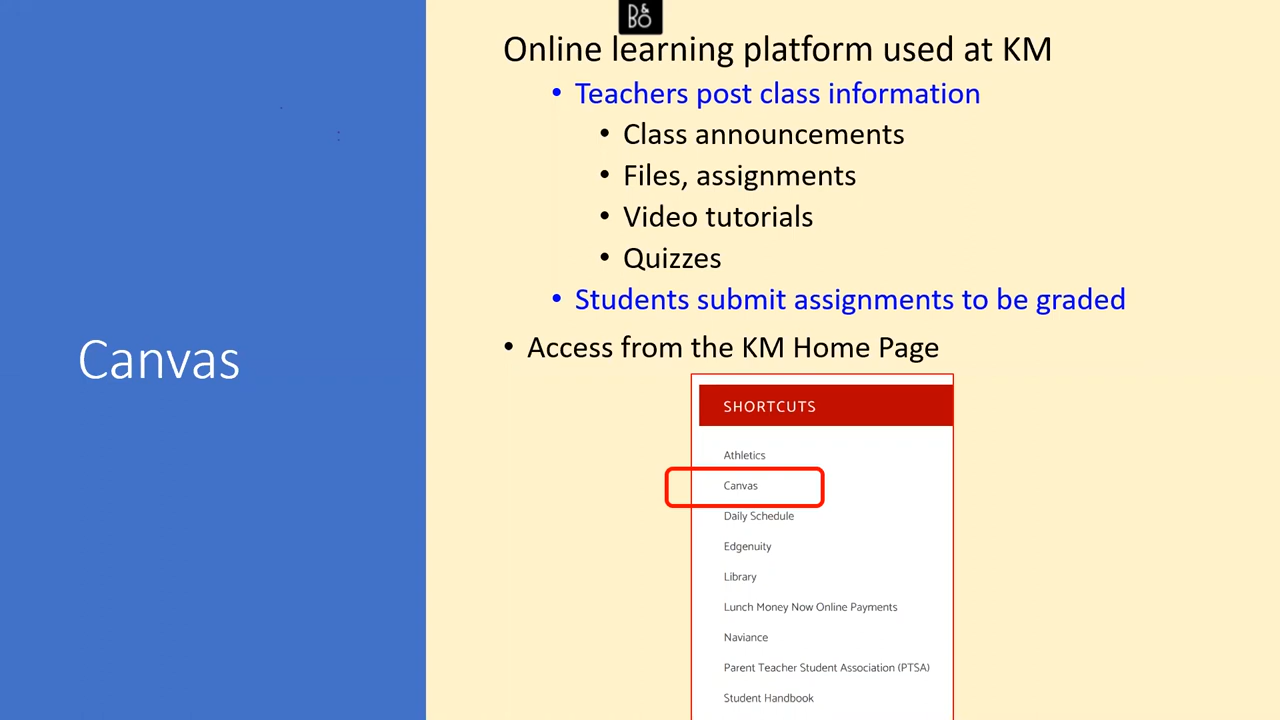 B&O
Online learning platform used at KM
• Teachers post class information
• Class announcements
• Files, assignments
• Video tutorials
• Quizzes
• Students submit assignments to be graded
Canvas
• Access from the KM Home Page
SHORTCUTS
Athletics
Canvas
Daily Schedule
Edgenuity
Library
Lunch Money Now Online Payments
Naviance
Parent Teacher Student Association (PTSA)
Student Handbook